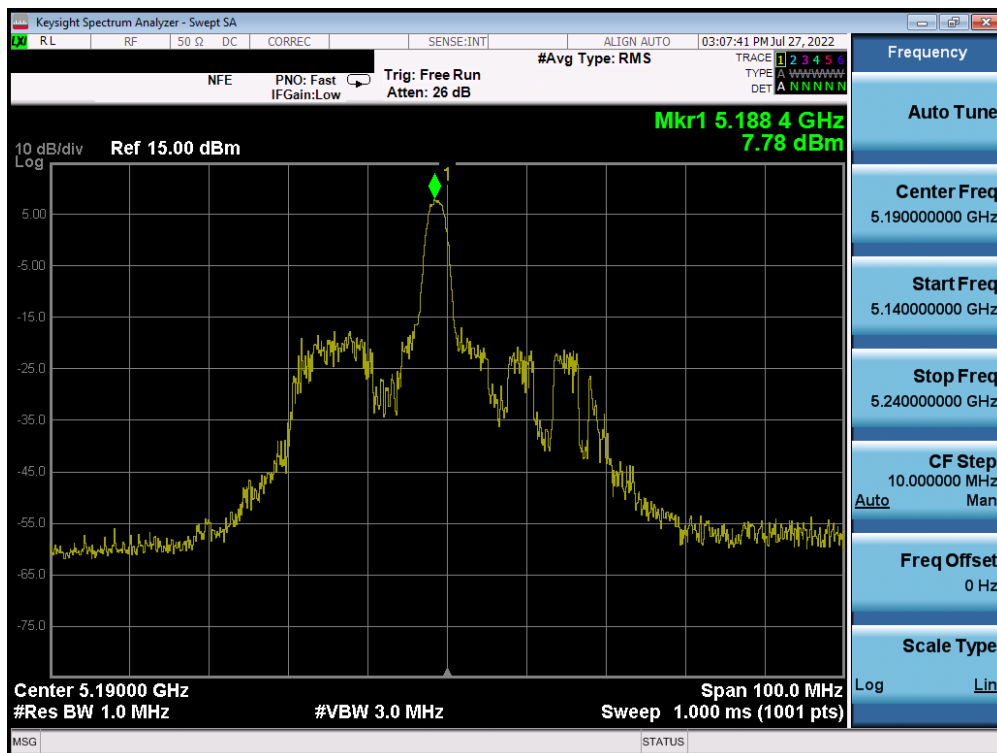 Keysight Spectrum Analyzer - Swept SA
LXI RL RF 50 Ω DC CORREC SENSE:INT ALIGN AUTO 03:07:41 PM Jul 27, 2022
Frequency
#Avg Type: RMS
TRACE 1 2 3 4 5 6
TYPE A WWWWW
DET A N N N N N
NFE PNO: Fast Trig: Free Run
IFGain:Low Atten: 26 dB
Mkr1 5.188 4 GHz
7.78 dBm
10 dB/div Ref 15.00 dBm
Log
1
5.00
-5.00
-15.0
-25.0
-35.0
-45.0
-55.0
-65.0
-75.0
Center 5.19000 GHz Span 100.0 MHz
#Res BW 1.0 MHz #VBW 3.0 MHz Sweep 1.000 ms (1001 pts)
MSG STATUS
Auto Tune
Center Freq
5.190000000 GHz
Start Freq
5.140000000 GHz
Stop Freq
5.240000000 GHz
CF Step
10.000000 MHz
Auto Man
Freq Offset
0 Hz
Scale Type
Log Lin